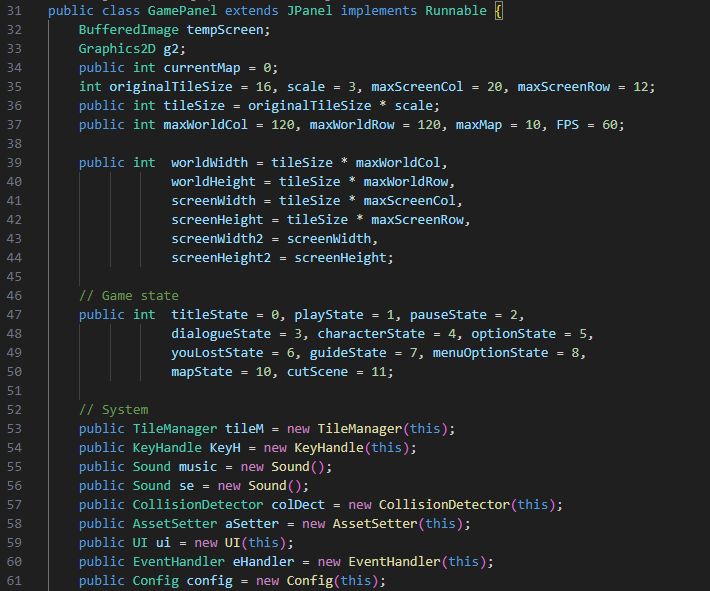 31 public class GamePanel extends JPanel implements Runnable {
32     BufferedImage tempScreen;
33     Graphics2D g2;
34     public int currentMap = 0;
35     int originalTileSize = 16, scale = 3, maxScreenCol = 20, maxScreenRow = 12;
36     public int tileSize = originalTileSize * scale;
37     public int maxWorldCol = 120, maxWorldRow = 120, maxMap = 10, FPS = 60;
38
39     public int  worldWidth = tileSize * maxWorldCol,
40                 worldHeight = tileSize * maxWorldRow,
41                 screenWidth = tileSize * maxScreenCol,
42                 screenHeight = tileSize * maxScreenRow,
43                 screenWidth2 = screenWidth,
44                 screenHeight2 = screenHeight;
45
46     // Game state
47     public int  titleState = 0, playState = 1, pauseState = 2,
48                 dialogueState = 3, characterState = 4, optionState = 5,
49                 youLostState = 6, guideState = 7, menuOptionState = 8,
50                 mapState = 10, cutScene = 11;
51
52     // System
53     public TileManager tileM = new TileManager(this);
54     public KeyHandle KeyH = new KeyHandle(this);
55     public Sound music = new Sound();
56     public Sound se = new Sound();
57     public CollisionDetector colDect = new CollisionDetector(this);
58     public AssetSetter aSetter = new AssetSetter(this);
59     public UI ui = new UI(this);
60     public EventHandler eHandler = new EventHandler(this);
61     public Config config = new Config(this);